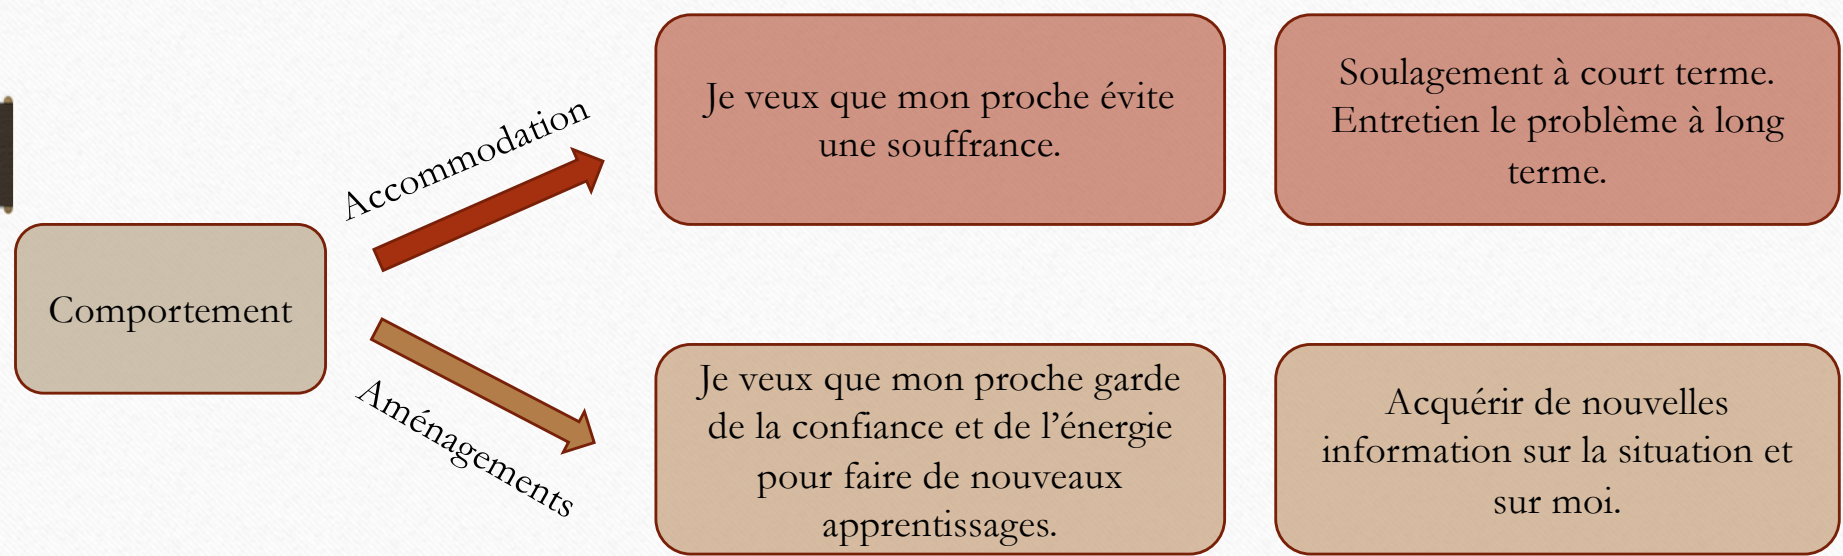 Accommodation
Je veux que mon proche évite
une souffrance.
Soulagement à court terme.
Entretien le problème à long
terme.
Comportement
Aménagements
Je veux que mon proche garde
de la confiance et de l’énergie
pour faire de nouveaux
apprentissages.
Acquérir de nouvelles
information sur la situation et
sur moi.